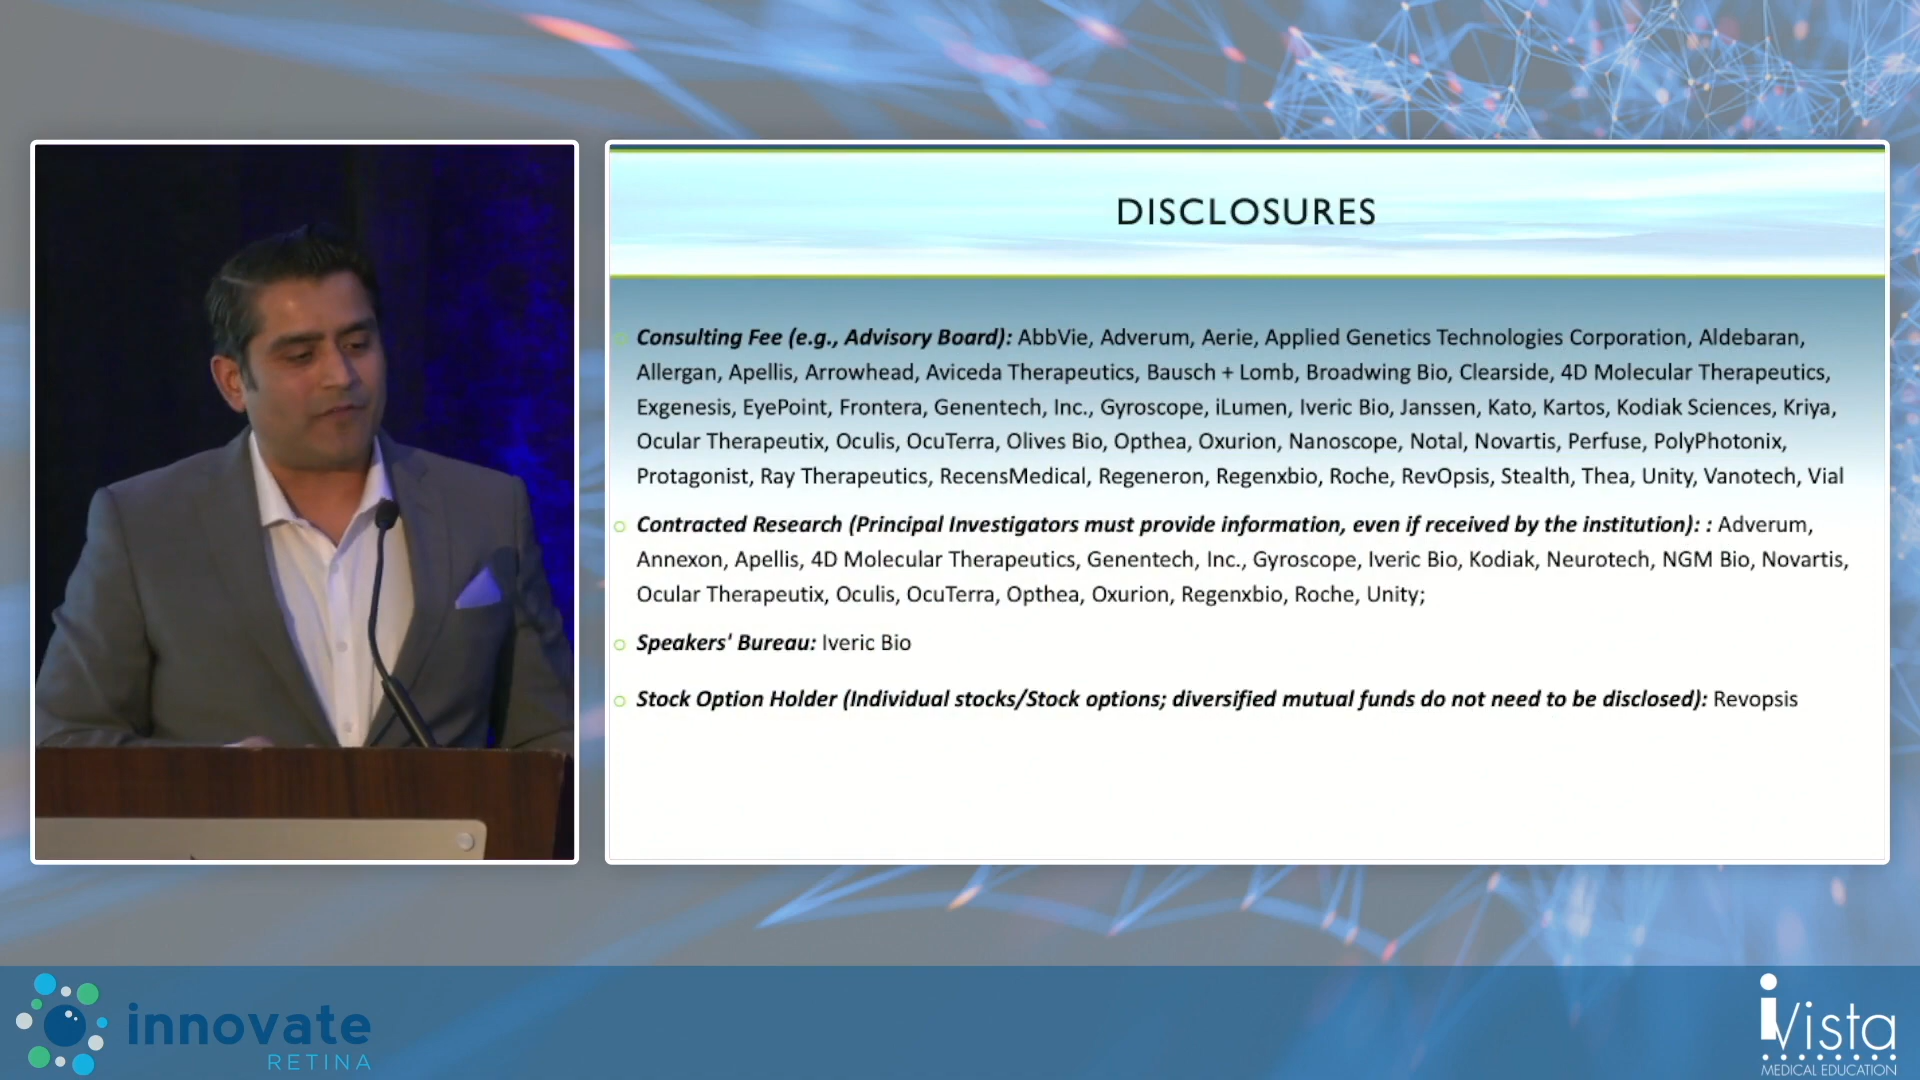 DISCLOSURES
Consulting Fee (e.g., Advisory Board): AbbVie, Adverum, Aerie, Applied Genetics Technologies Corporation, Aldebaran,
Allergan, Apellis, Arrowhead, Aviceda Therapeutics, Bausch + Lomb, Broadwing Bio, Clearside, 4D Molecular Therapeutics,
Exgenesis, EyePoint, Frontera, Genentech, Inc., Gyroscope, iLumen, Iveric Bio, Janssen, Kato, Kartos, Kodiak Sciences, Kriya,
Ocular Therapeutix, Oculis, OcuTerra, Olives Bio, Opthea, Oxurion, Nanoscope, Notal, Novartis, Perfuse, PolyPhotonix,
Protagonist, Ray Therapeutics, RecensMedical, Regeneron, Regenxbio, Roche, RevOpsis, Stealth, Thea, Unity, Vanotech, Vial
Contracted Research (Principal Investigators must provide information, even if received by the institution): : Adverum,
Annexon, Apellis, 4D Molecular Therapeutics, Genentech, Inc., Gyroscope, Iveric Bio, Kodiak, Neurotech, NGM Bio, Novartis,
Ocular Therapeutix, Oculis, OcuTerra, Opthea, Oxurion, Regenxbio, Roche, Unity;
Speakers' Bureau: Iveric Bio
Stock Option Holder (Individual stocks/Stock options; diversified mutual funds do not need to be disclosed): Revopsis
innovate
RETINA
iVista
MEDICAL EDUCATION